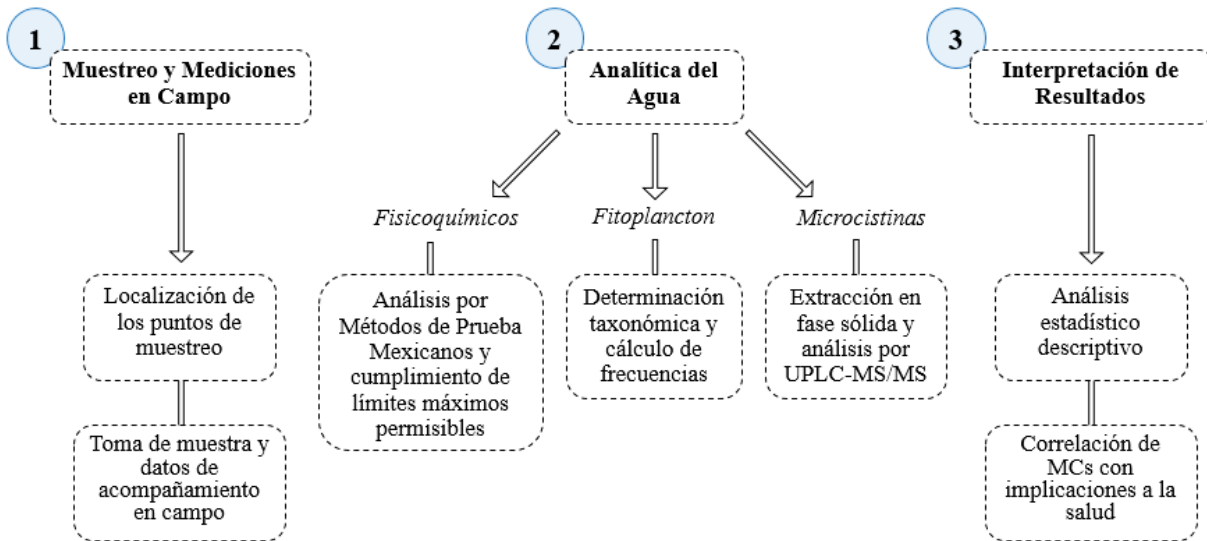 1
Muestreo y Mediciones
en Campo
Localización de
los puntos de
muestreo
Toma de muestra y
datos de
acompañamiento
en campo
2
Analítica del
Agua
Fisicoquímicos
Análisis por
Métodos de Prueba
Mexicanos y
cumplimiento de
límites máximos
permisibles
Fitoplancton
Determinación
taxonómica y
cálculo de
frecuencias
Microcistinas
Extracción en
fase sólida y
análisis por
UPLC-MS/MS
3
Interpretación de
Resultados
Análisis
estadístico
descriptivo
Correlación de
MCs con
implicaciones a la
salud